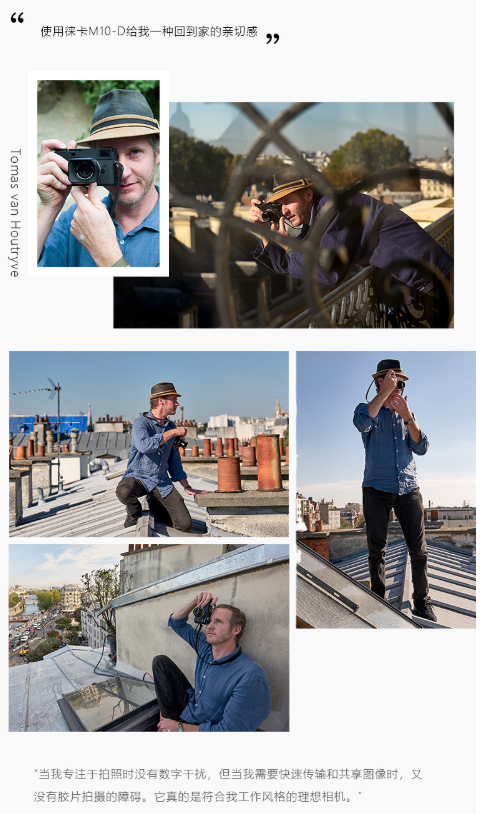 “
使用徕卡M10-D给我一种回到家的亲切感
”
Tomas van Houtryve
“当我专注于拍照时没有数字干扰，但当我需要快速传输和共享图像时，又
没有胶片拍摄的障碍。它真的是符合我工作风格的理想相机。”